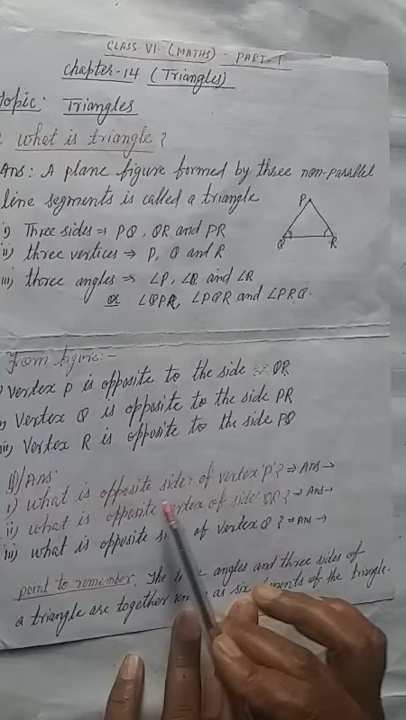 CLASS-VI (MATHS) - PART-1
Chapter-14 (Triangles)
Topic: Triangles
what is triangle?
Ans: A plane figure formed by three non-parallel
line segments is called a triangle
i) Three sides ⇒ PQ, QR and PR
ii) three vertices ⇒ P, Q and R
iii) three angles ⇒ ∠P, ∠Q and ∠R
or ∠QPR, ∠PQR and ∠PRQ.
P
Q R
From figure:-
Vertex P is opposite to the side QR
Vertex Q is opposite to the side PR
iii) Vertex R is opposite to the side PQ
Q/Ans:
i) What is opposite side of vertex 'P'? ⇒ Ans →
ii) what is opposite vertex of side 'QR'? ⇒ Ans →
iii) what is opposite of vertex Q? ⇒ Ans →
point to remember: The angles and three sides of
a triangle are together as six of the triangle.